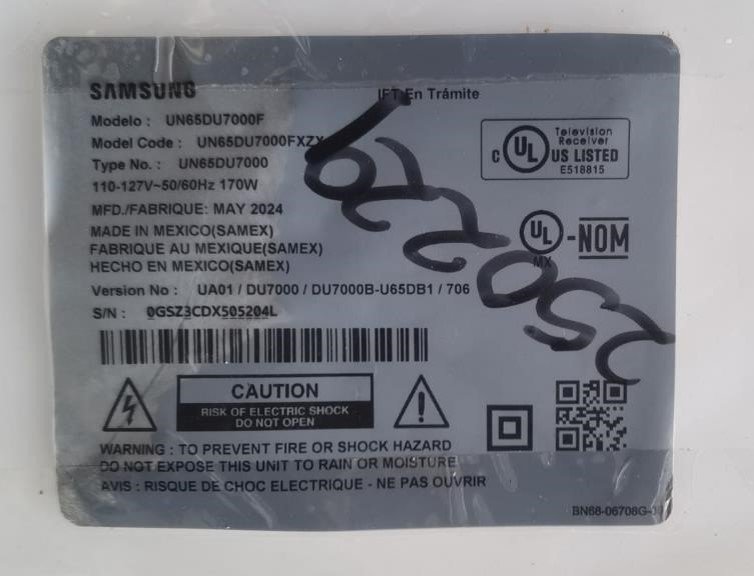 SAMSUNG
IFT En Trámite
Modelo : UN65DU7000F
Model Code : UN65DU7000FXZX
Type No. : UN65DU7000
110-127V~50/60Hz 170W
MFD./FABRIQUE: MAY 2024
MADE IN MEXICO(SAMEX)
FABRIQUE AU MEXIQUE(SAMEX)
HECHO EN MEXICO(SAMEX)
Version No : UA01 / DU7000 / DU7000B-U65DB1 / 706
S/N : 0GSZ3CDX505204L
C UL US LISTED
Television
Receiver
E518815
UL -NOM
MX
CAUTION
RISK OF ELECTRIC SHOCK
DO NOT OPEN
WARNING : TO PREVENT FIRE OR SHOCK HAZARD
DO NOT EXPOSE THIS UNIT TO RAIN OR MOISTURE
AVIS : RISQUE DE CHOC ELECTRIQUE - NE PAS OUVRIR